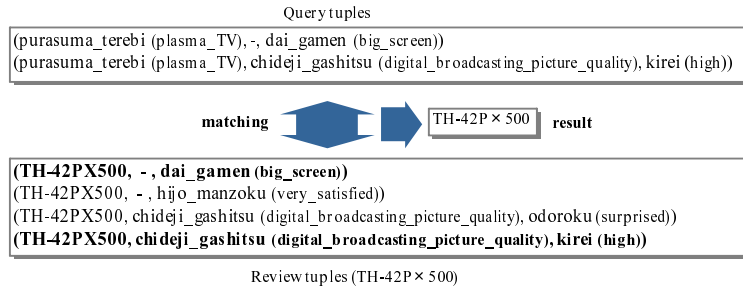 Query tuples
(purasuma_terebi (plasma_TV), -, dai_gamen (big_screen))
(purasuma_terebi (plasma_TV), chideji_gashitsu (digital_broadcasting_picture_quality), kirei (high))
matching
TH-42P×500
result
(TH-42PX500, - , dai_gamen (big_screen))
(TH-42PX500, - , hijo_manzoku (very_satisfied))
(TH-42PX500, chideji_gashitsu (digital_broadcasting_picture_quality), odoroku (surprised))
(TH-42PX500, chideji_gashitsu (digital_broadcasting_picture_quality), kirei (high))
Review tuples (TH-42P×500)